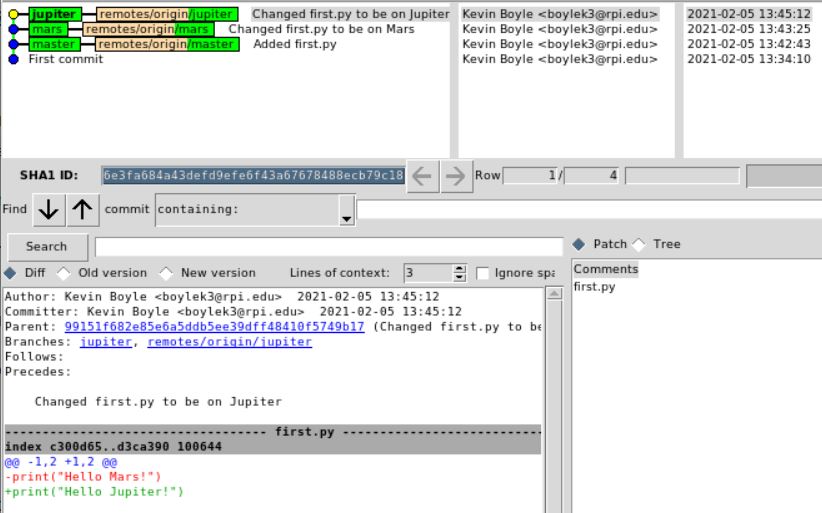 jupiter remotes/origin/jupiter Changed first.py to be on Jupiter Kevin Boyle <boylek3@rpi.edu> 2021-02-05 13:45:12
mars remotes/origin/mars Changed first.py to be on Mars Kevin Boyle <boylek3@rpi.edu> 2021-02-05 13:43:25
master remotes/origin/master Added first.py Kevin Boyle <boylek3@rpi.edu> 2021-02-05 13:42:43
First commit Kevin Boyle <boylek3@rpi.edu> 2021-02-05 13:34:10
SHA1 ID: 6e3fa684a43defd9efe6f43a67678488ecb79c18 Row 1 / 4
Find commit containing:
Search
Patch Tree
Diff Old version New version Lines of context: 3 Ignore spa
Comments
first.py
Author: Kevin Boyle <boylek3@rpi.edu> 2021-02-05 13:45:12
Committer: Kevin Boyle <boylek3@rpi.edu> 2021-02-05 13:45:12
Parent: 99151f682e85e6a5ddb5ee39dff48410f5749b17 (Changed first.py to be
Branches: jupiter, remotes/origin/jupiter
Follows:
Precedes:
Changed first.py to be on Jupiter
---------------------------------- first.py ----------------------------------
index c300d65..d3ca390 100644
@@ -1,2 +1,2 @@
-print("Hello Mars!")
+print("Hello Jupiter!")